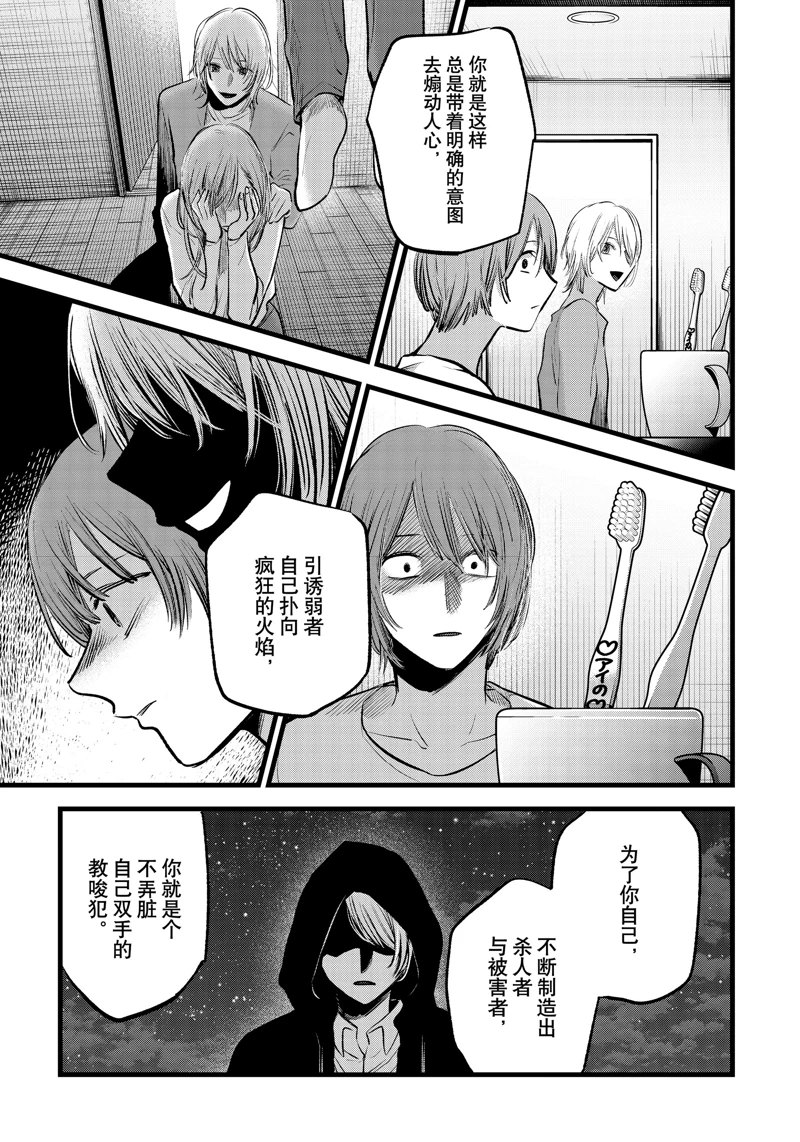 你就是这样
总是带着明确的意图
去煽动人心，
♡アイの♡
引诱弱者
自己扑向
疯狂的火焰，
为了你自己，
不断制造出
杀人者
与被害者，
你就是个
不弄脏
自己双手的
教唆犯。